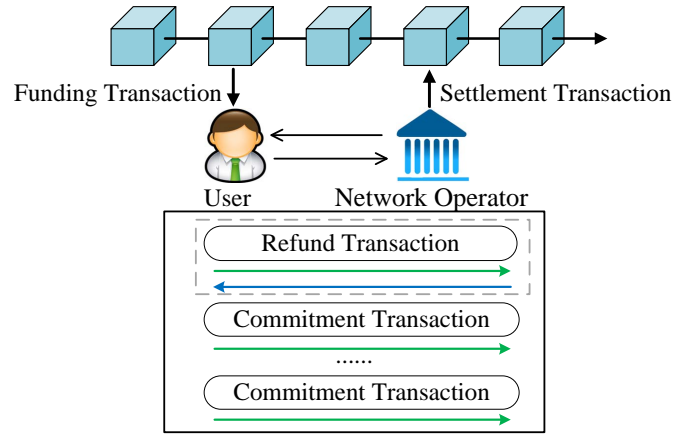 Funding Transaction
Settlement Transaction
User
Network Operator
Refund Transaction
Commitment Transaction
......
Commitment Transaction